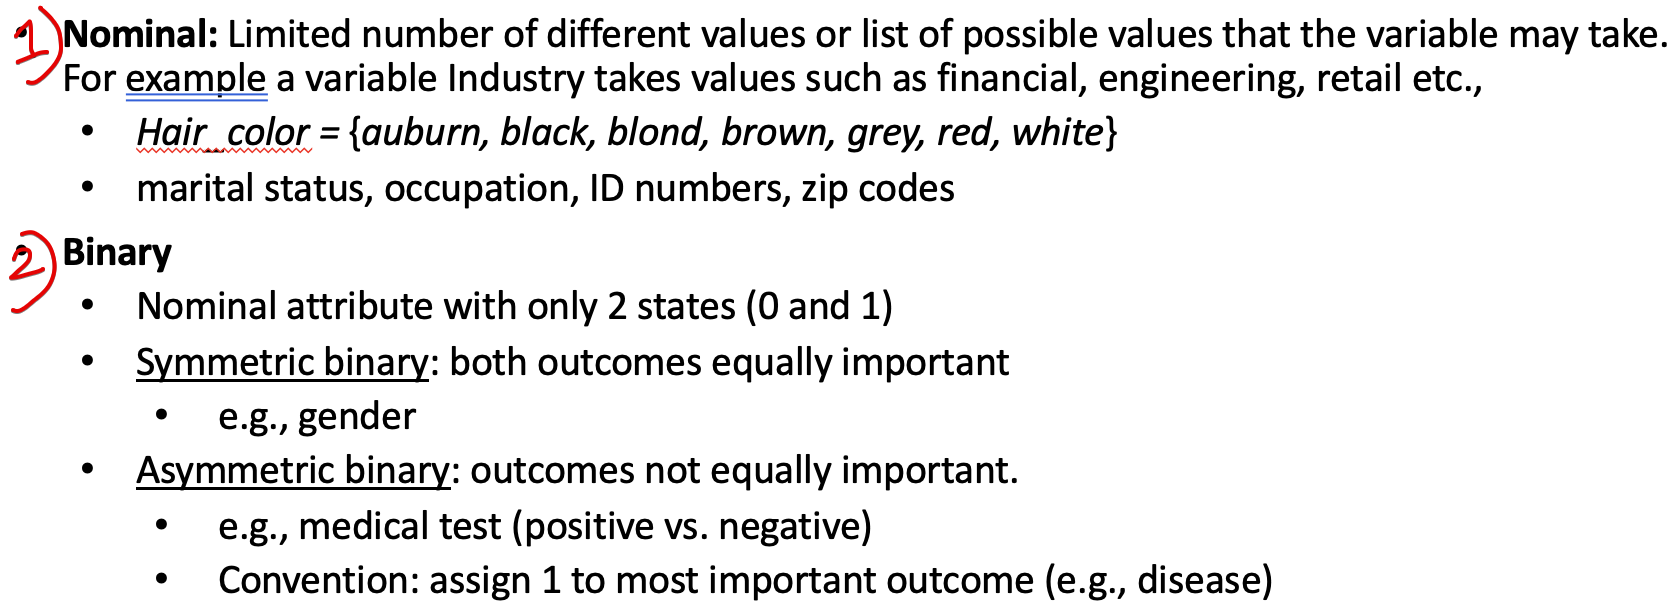 1) Nominal: Limited number of different values or list of possible values that the variable may take.
For example a variable Industry takes values such as financial, engineering, retail etc.,
• Hair_color = {auburn, black, blond, brown, grey, red, white}
• marital status, occupation, ID numbers, zip codes
2) Binary
• Nominal attribute with only 2 states (0 and 1)
• Symmetric binary: both outcomes equally important
• e.g., gender
• Asymmetric binary: outcomes not equally important.
• e.g., medical test (positive vs. negative)
• Convention: assign 1 to most important outcome (e.g., disease)